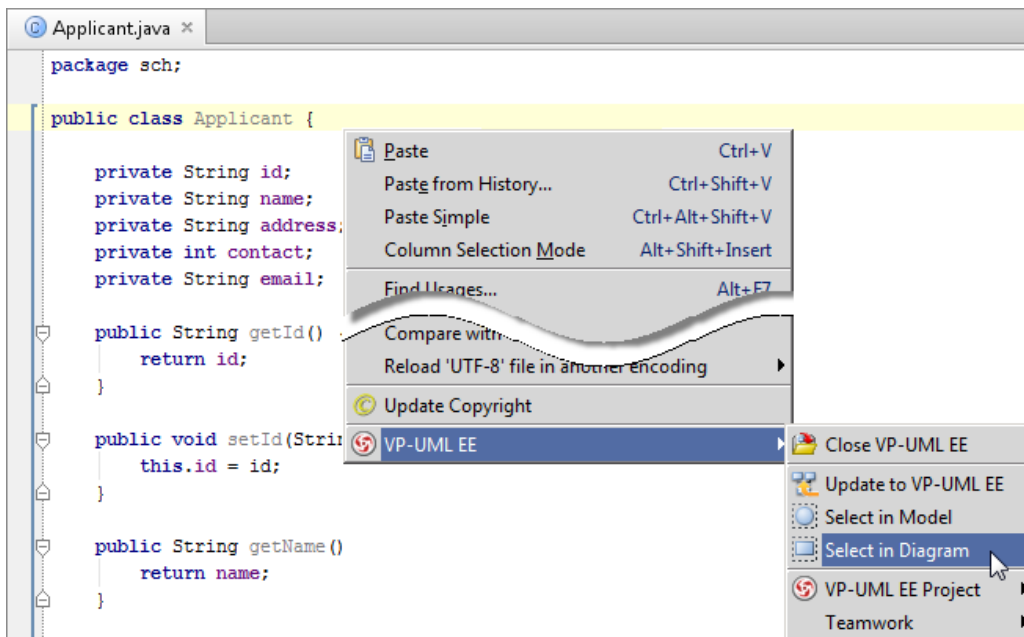 Applicant.java
package sch;
public class Applicant {
private String id;
private String name;
private String address;
private int contact;
private String email;
public String getId()
return id;
}
public void setId(Strin
this.id = id;
}
public String getName()
return name;
}
Paste Ctrl+V
Paste from History... Ctrl+Shift+V
Paste Simple Ctrl+Alt+Shift+V
Column Selection Mode Alt+Shift+Insert
Find Usages... Alt+F7
Compare with
Reload 'UTF-8' file in another encoding
Update Copyright
VP-UML EE
Close VP-UML EE
Update to VP-UML EE
Select in Model
Select in Diagram
VP-UML EE Project
Teamwork